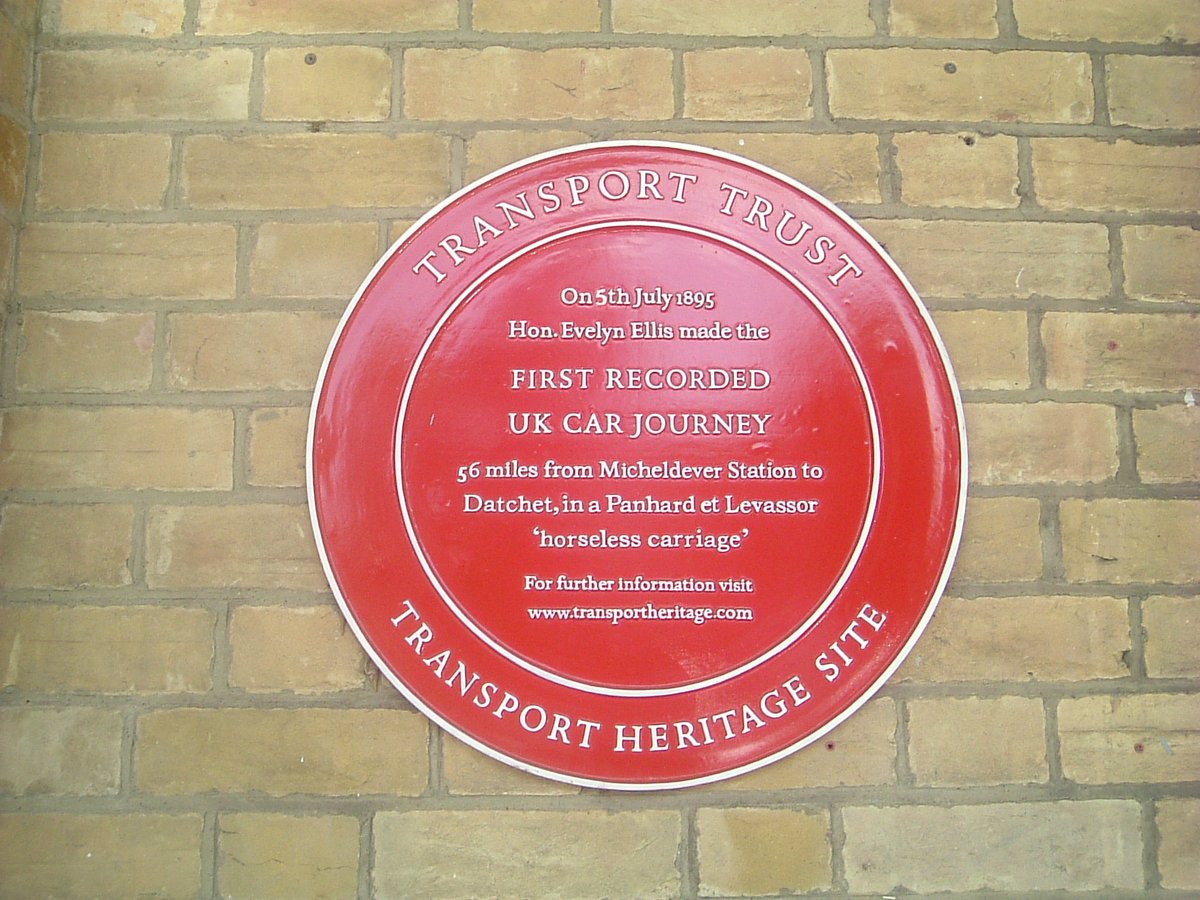 TRANSPORT TRUST
On 5th July 1895
Hon. Evelyn Ellis made the
FIRST RECORDED
UK CAR JOURNEY
56 miles from Micheldever Station to
Datchet, in a Panhard et Levassor
‘horseless carriage’
For further information visit
www.transportheritage.com
TRANSPORT HERITAGE SITE